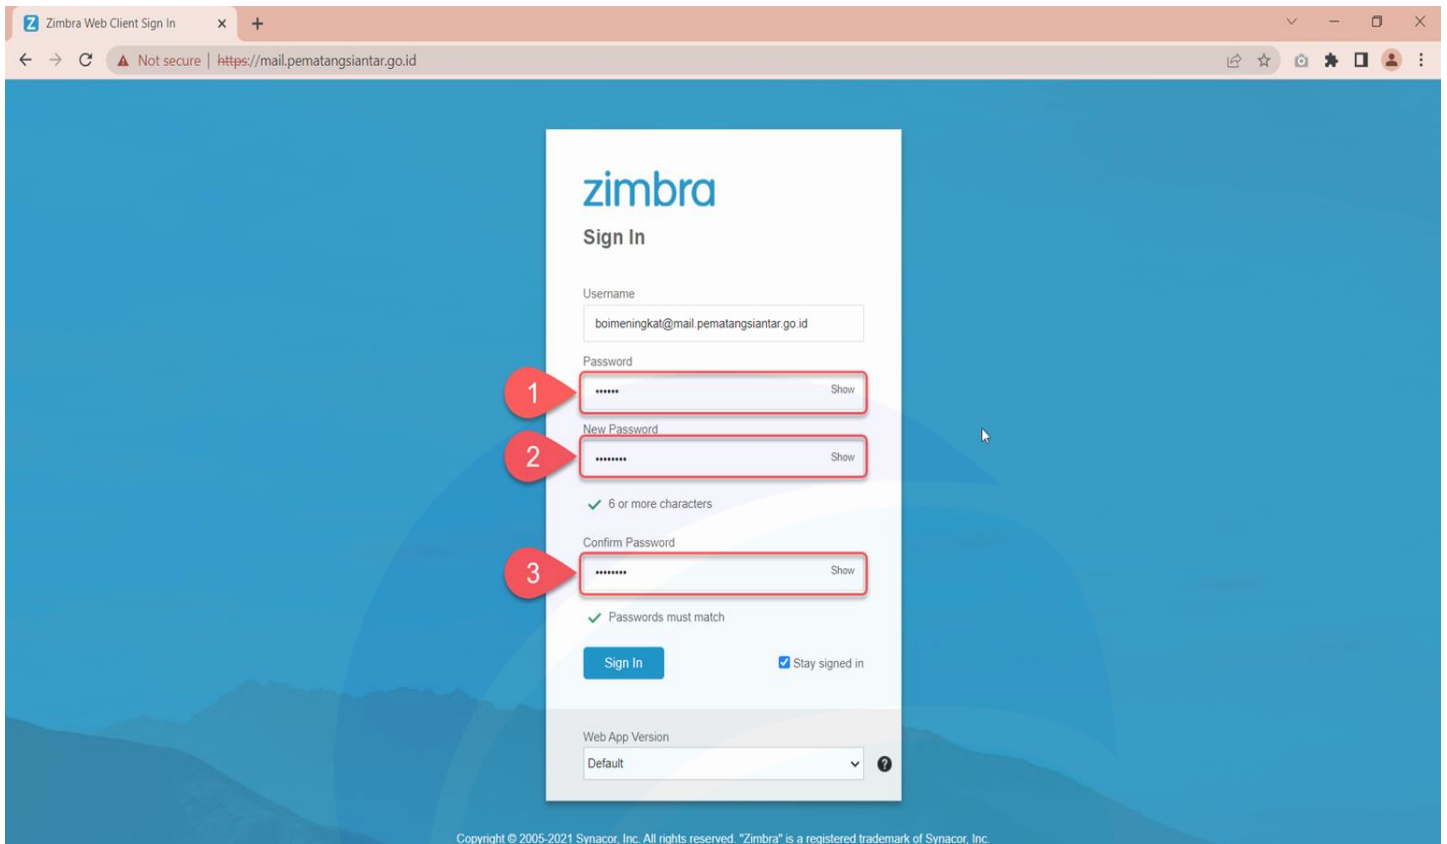 Zimbra Web Client Sign In
Not secure | https://mail.pematangsiantar.go.id
zimbra
Sign In
Username
boimeningkat@mail.pematangsiantar.go.id
Password
1
•••••• Show
New Password
2
•••••••• Show
6 or more characters
Confirm Password
3
•••••••• Show
Passwords must match
Sign In Stay signed in
Web App Version
Default ?
Copyright © 2005-2021 Synacor, Inc. All rights reserved. "Zimbra" is a registered trademark of Synacor, Inc.